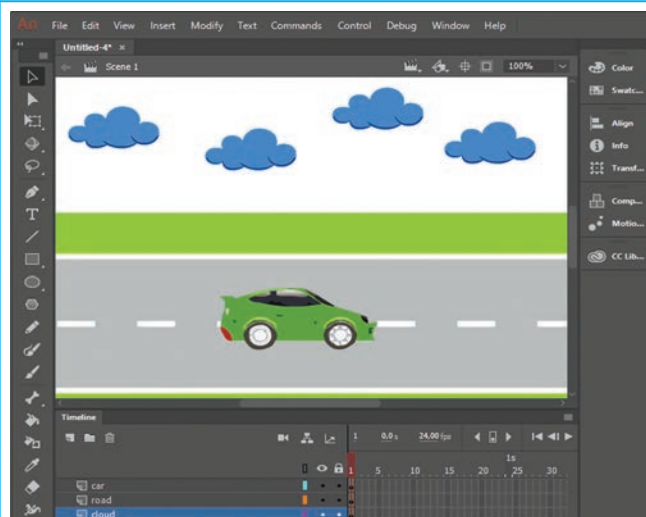 An File Edit View Insert Modify Text Commands Control Debug Window Help
Untitled-4* ×
Scene 1 100%
Color
Swatc...
Align
Info
Transf...
Comp...
Motio...
CC Lib...
T
Timeline
1 0.0 s 24.00 fps
1s
1 5 10 15 20 25 30
car
road
cloud